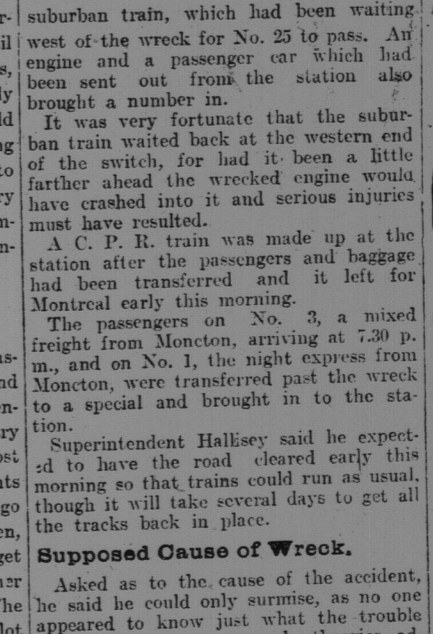 suburban train, which had been waiting
west of the wreck for No. 25 to pass. An
engine and a passenger car which had
been sent out from the station also
brought a number in.
It was very fortunate that the subur-
ban train waited back at the western end
of the switch, for had it been a little
farther ahead the wrecked engine would
have crashed into it and serious injuries
must have resulted.
A C. P. R. train was made up at the
station after the passengers and baggage
had been transferred and it left for
Montreal early this morning.
The passengers on No. 3, a mixed
freight from Moncton, arriving at 7.30 p.
m., and on No. 1, the night express from
Moncton, were transferred past the wreck
to a special and brought in to the sta-
tion.
Superintendent Hallisey said he expect-
ed to have the road cleared early this
morning so that trains could run as usual,
though it will take several days to get all
the tracks back in place.
Supposed Cause of Wreck.
Asked as to the cause of the accident,
he said he could only surmise, as no one
appeared to know just what the trouble